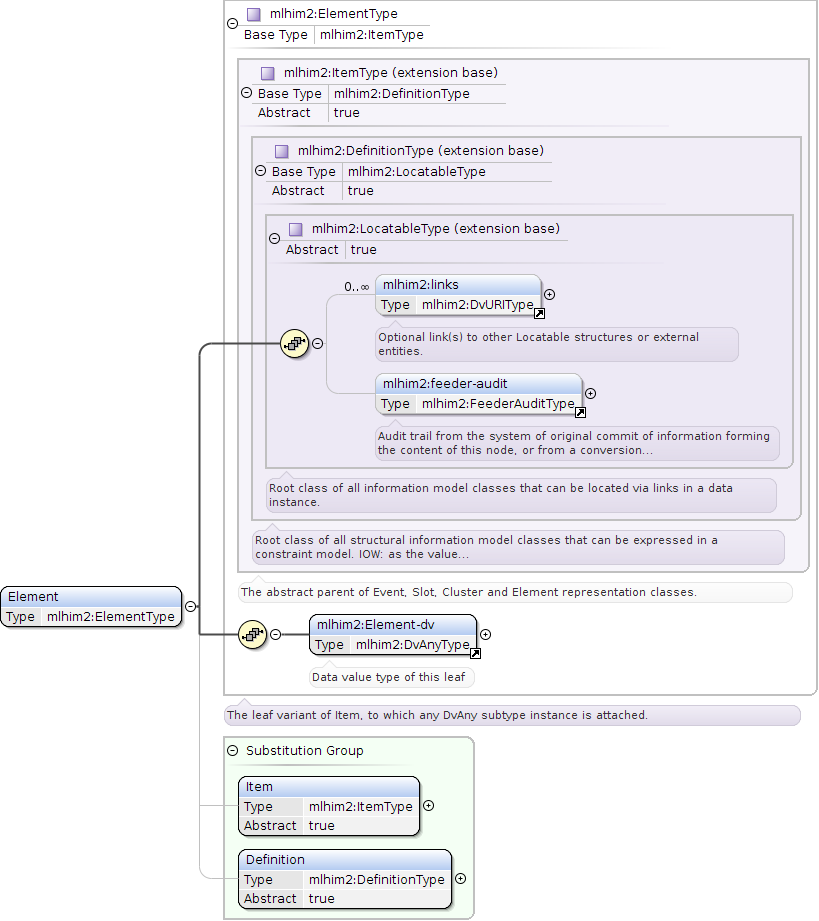 mlhim2:ElementType
Base Type mlhim2:ItemType
mlhim2:ItemType (extension base)
Base Type mlhim2:DefinitionType
Abstract true
mlhim2:DefinitionType (extension base)
Base Type mlhim2:LocatableType
Abstract true
mlhim2:LocatableType (extension base)
Abstract true
0..∞
mlhim2:links
Type mlhim2:DvURIType
Optional link(s) to other Locatable structures or external
entities.
mlhim2:feeder-audit
Type mlhim2:FeederAuditType
Audit trail from the system of original commit of information forming
the content of this node, or from a conversion...
Root class of all information model classes that can be located via links in a data
instance.
Root class of all structural information model classes that can be expressed in a
constraint model. IOW: as the value...
The abstract parent of Event, Slot, Cluster and Element representation classes.
Element
Type mlhim2:ElementType
mlhim2:Element-dv
Type mlhim2:DvAnyType
Data value type of this leaf
The leaf variant of Item, to which any DvAny subtype instance is attached.
Substitution Group
Item
Type mlhim2:ItemType
Abstract true
Definition
Type mlhim2:DefinitionType
Abstract true